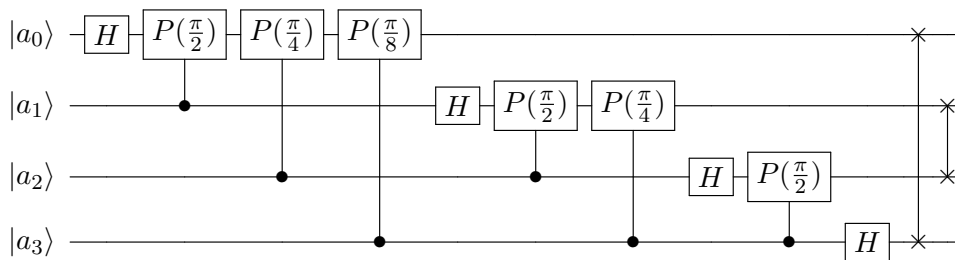 |a₀⟩ H P(π/2) P(π/4) P(π/8)
|a₁⟩ H P(π/2) P(π/4)
|a₂⟩ H P(π/2)
|a₃⟩ H